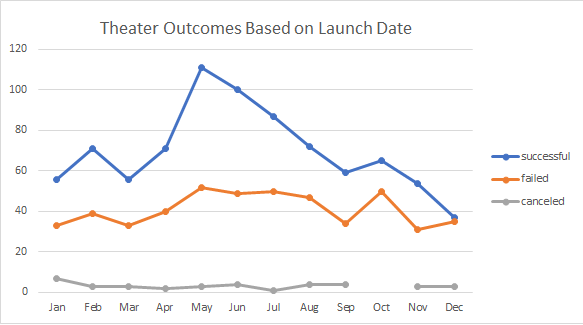 Theater Outcomes Based on Launch Date
120
100
80
60
40
20
0
Jan Feb Mar Apr May Jun Jul Aug Sep Oct Nov Dec
successful
failed
canceled